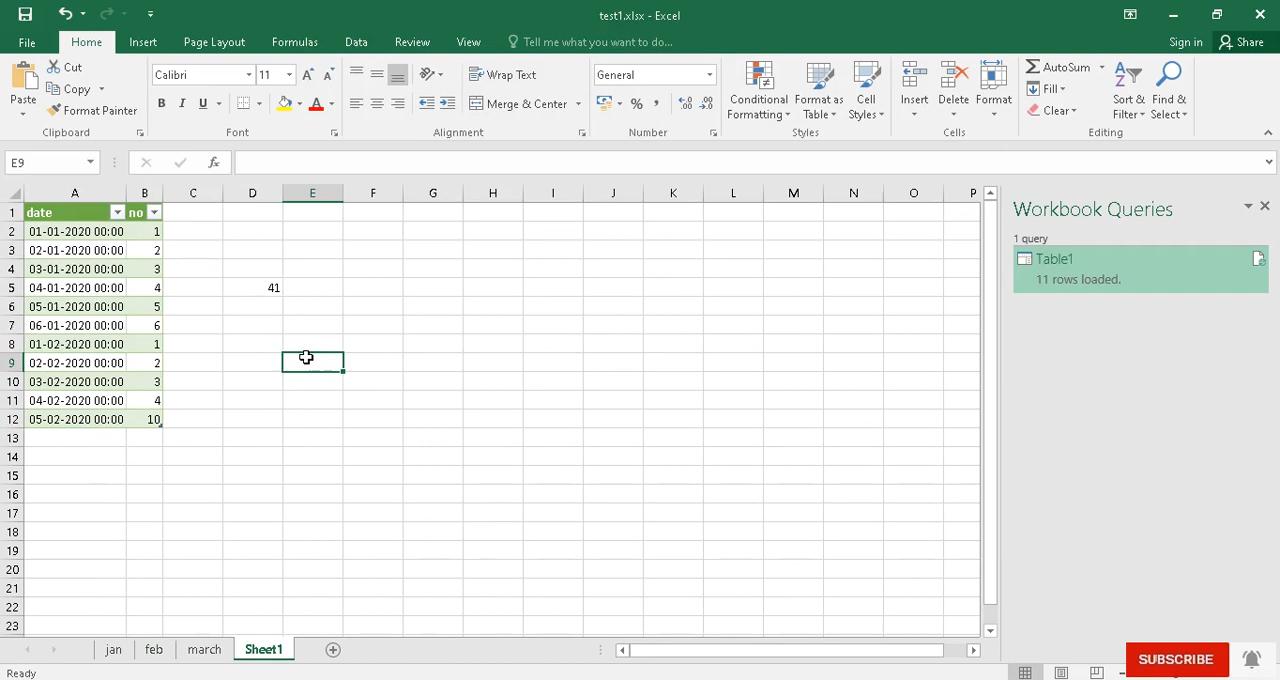 test1.xlsx - Excel
File Home Insert Page Layout Formulas Data Review View Tell me what you want to do... Sign in Share
Paste
Cut
Copy
Format Painter
Clipboard
Calibri 11
B I U
Font
Wrap Text
Merge & Center
Alignment
General
%
Number
Conditional Formatting
Format as Table
Cell Styles
Styles
Insert
Delete
Format
Cells
AutoSum
Fill
Clear
Sort & Filter
Find & Select
Editing
E9 fx
A B C D E F G H I J K L M N O P
1 date no
2 01-01-2020 00:00 1
3 02-01-2020 00:00 2
4 03-01-2020 00:00 3
5 04-01-2020 00:00 4 41
6 05-01-2020 00:00 5
7 06-01-2020 00:00 6
8 01-02-2020 00:00 1
9 02-02-2020 00:00 2
10 03-02-2020 00:00 3
11 04-02-2020 00:00 4
12 05-02-2020 00:00 10
13
14
15
16
17
18
19
20
21
22
23
Workbook Queries
1 query
Table1
11 rows loaded.
jan feb march Sheet1
Ready
SUBSCRIBE